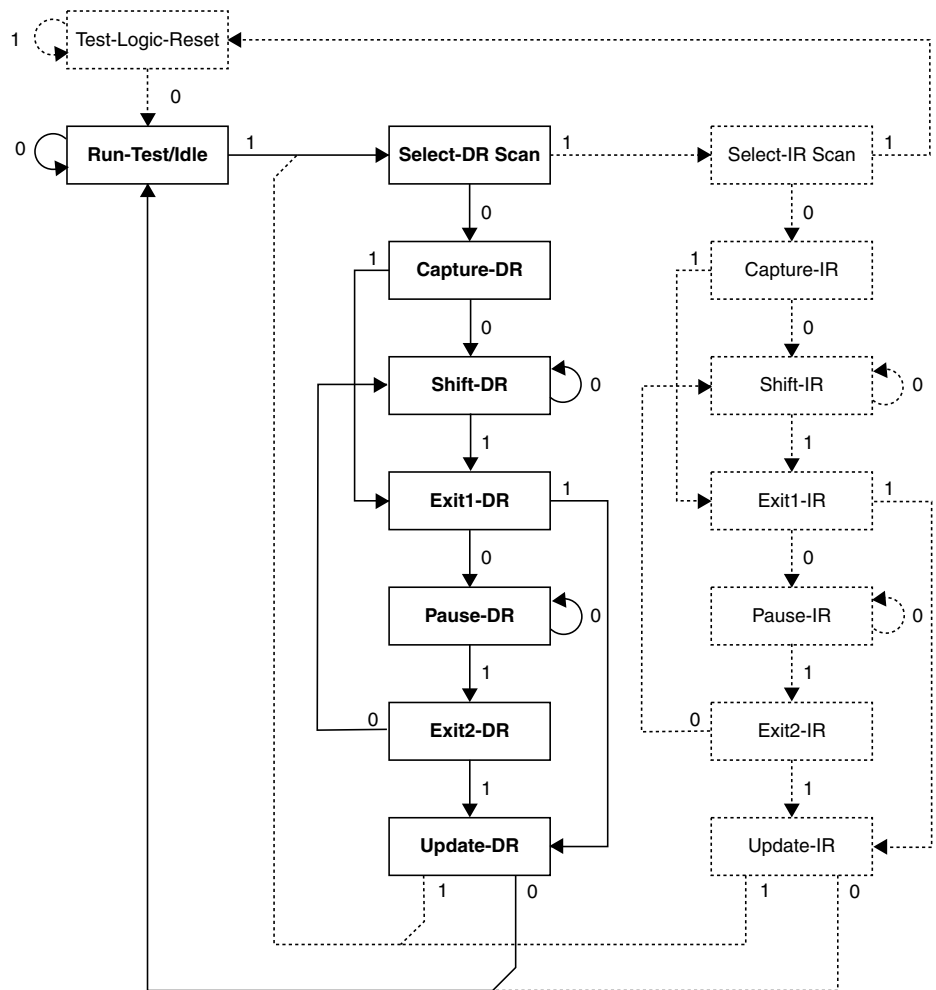 1
Test-Logic-Reset
0
0
Run-Test/Idle
1
Select-DR Scan
1
Select-IR Scan
1
0
0
1
Capture-DR
1
Capture-IR
0
0
Shift-DR
0
Shift-IR
0
1
1
Exit1-DR
1
Exit1-IR
1
0
0
Pause-DR
0
Pause-IR
0
1
1
0
Exit2-DR
0
Exit2-IR
1
1
Update-DR
Update-IR
1
0
1
0